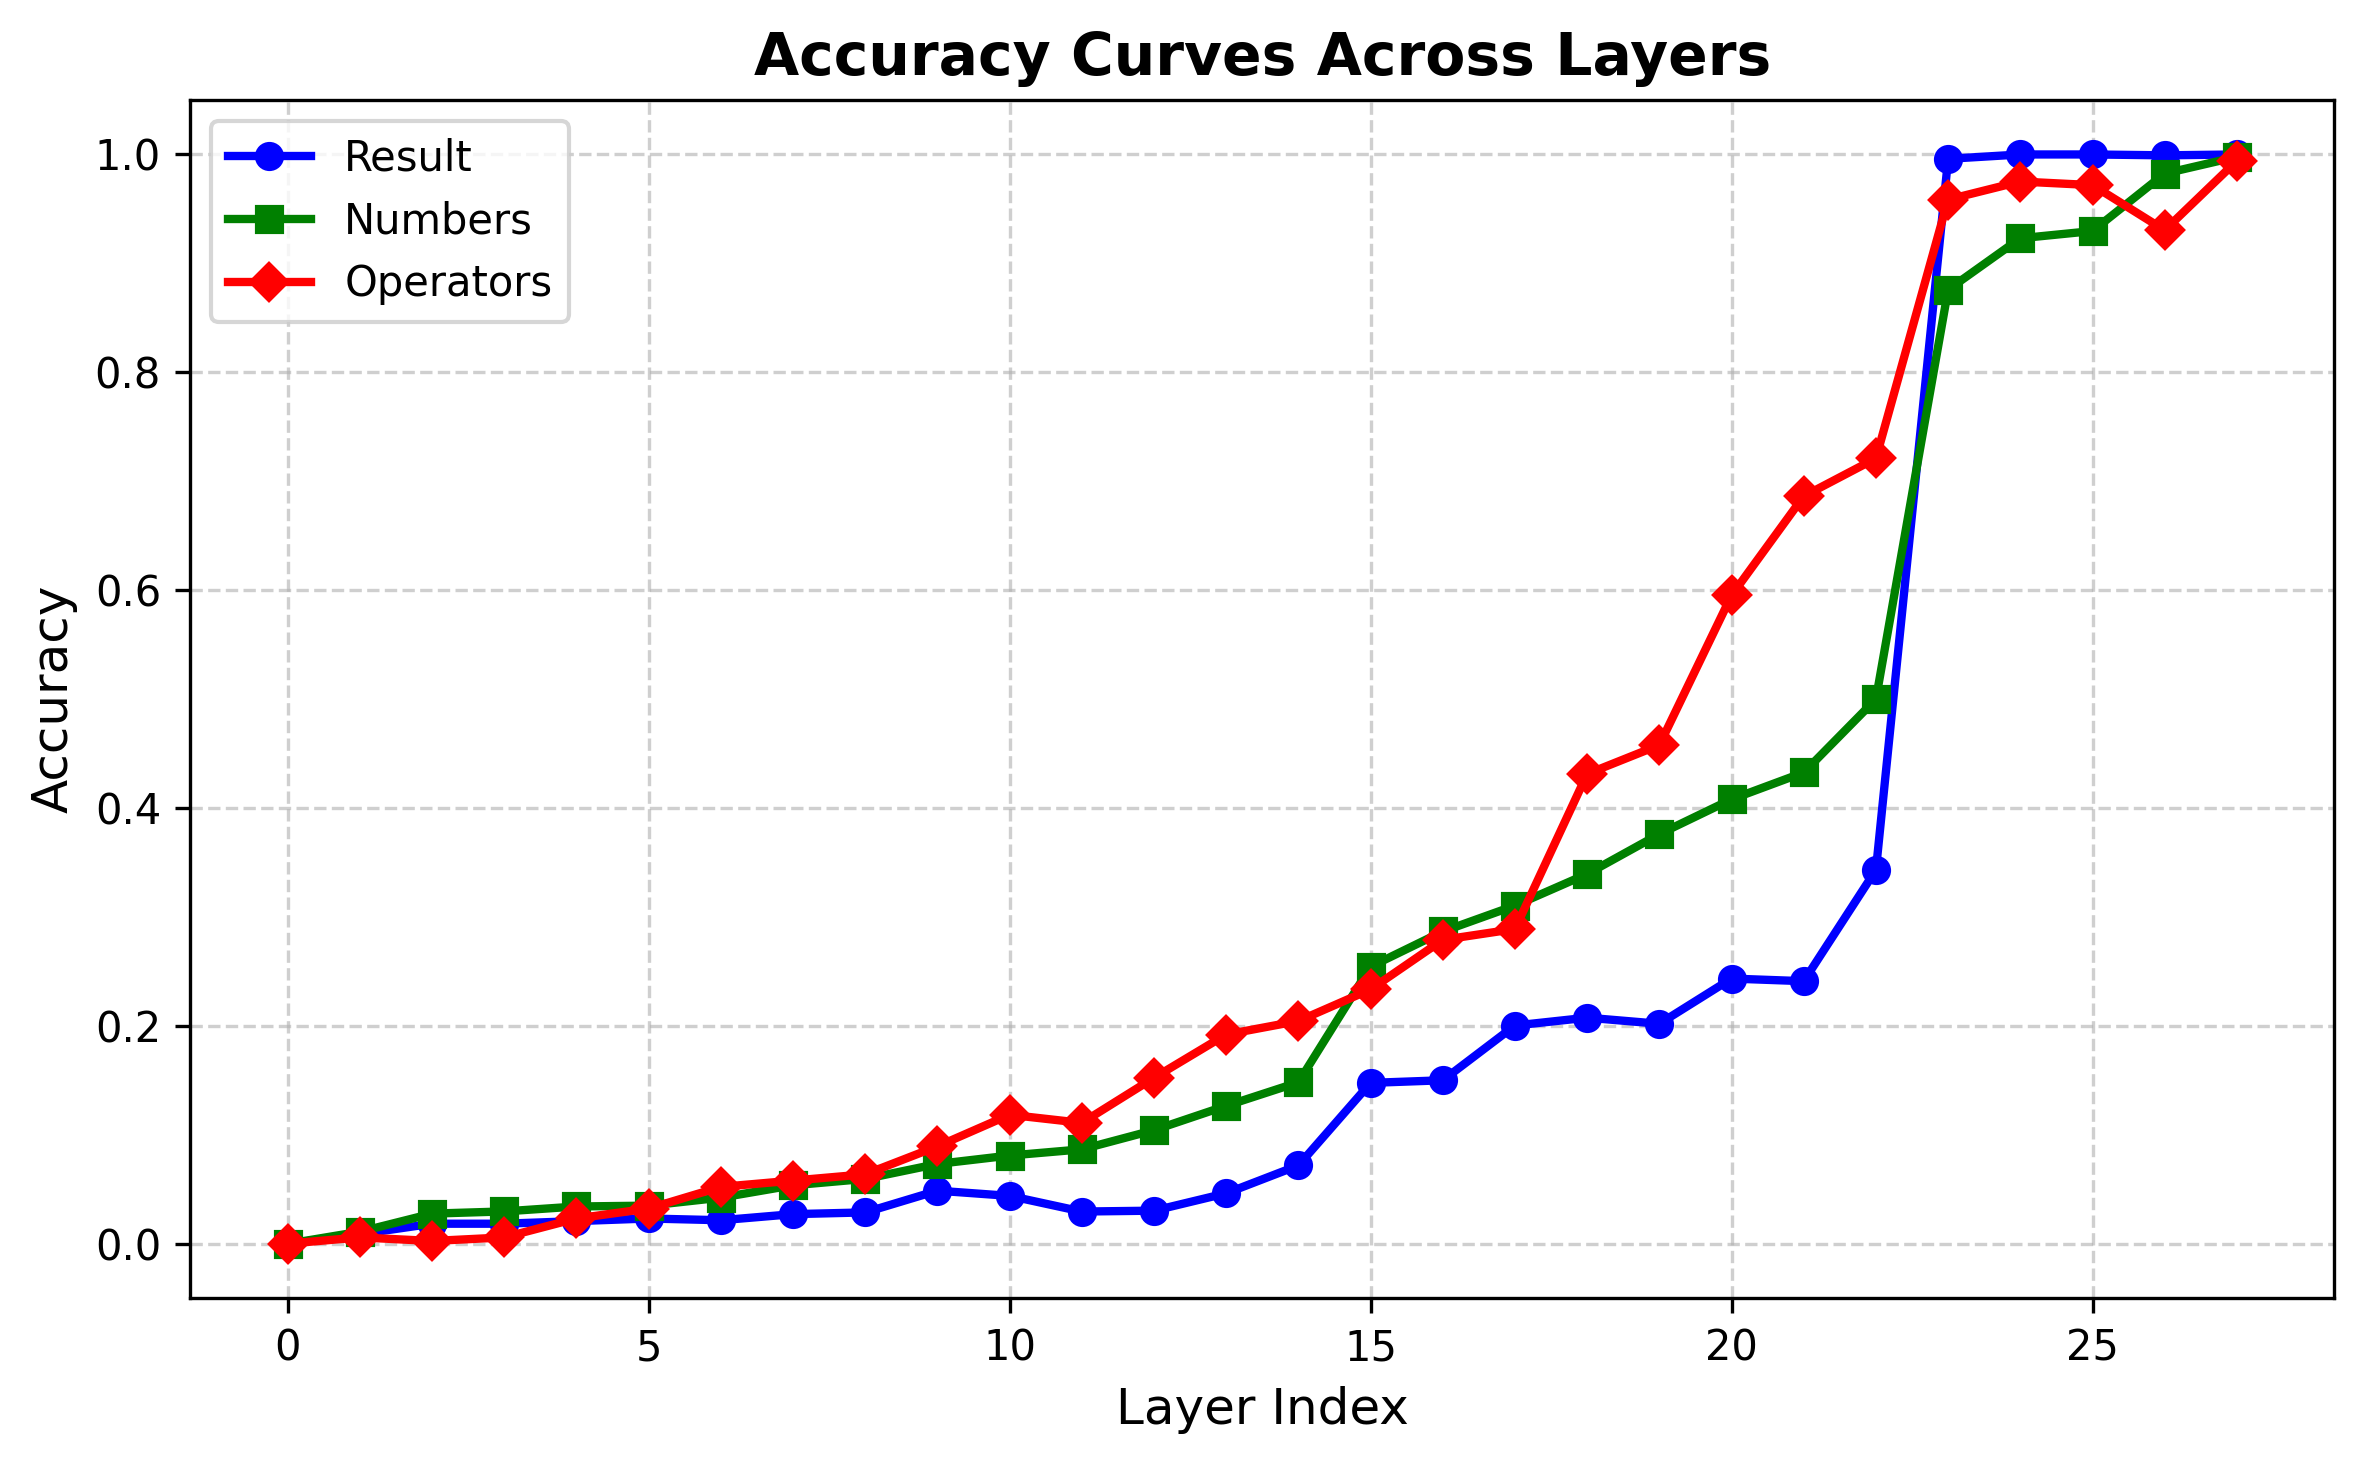 Accuracy Curves Across Layers
Result
Numbers
Operators
1.0
0.8
0.6
0.4
0.2
0.0
Accuracy
0 5 10 15 20 25
Layer Index